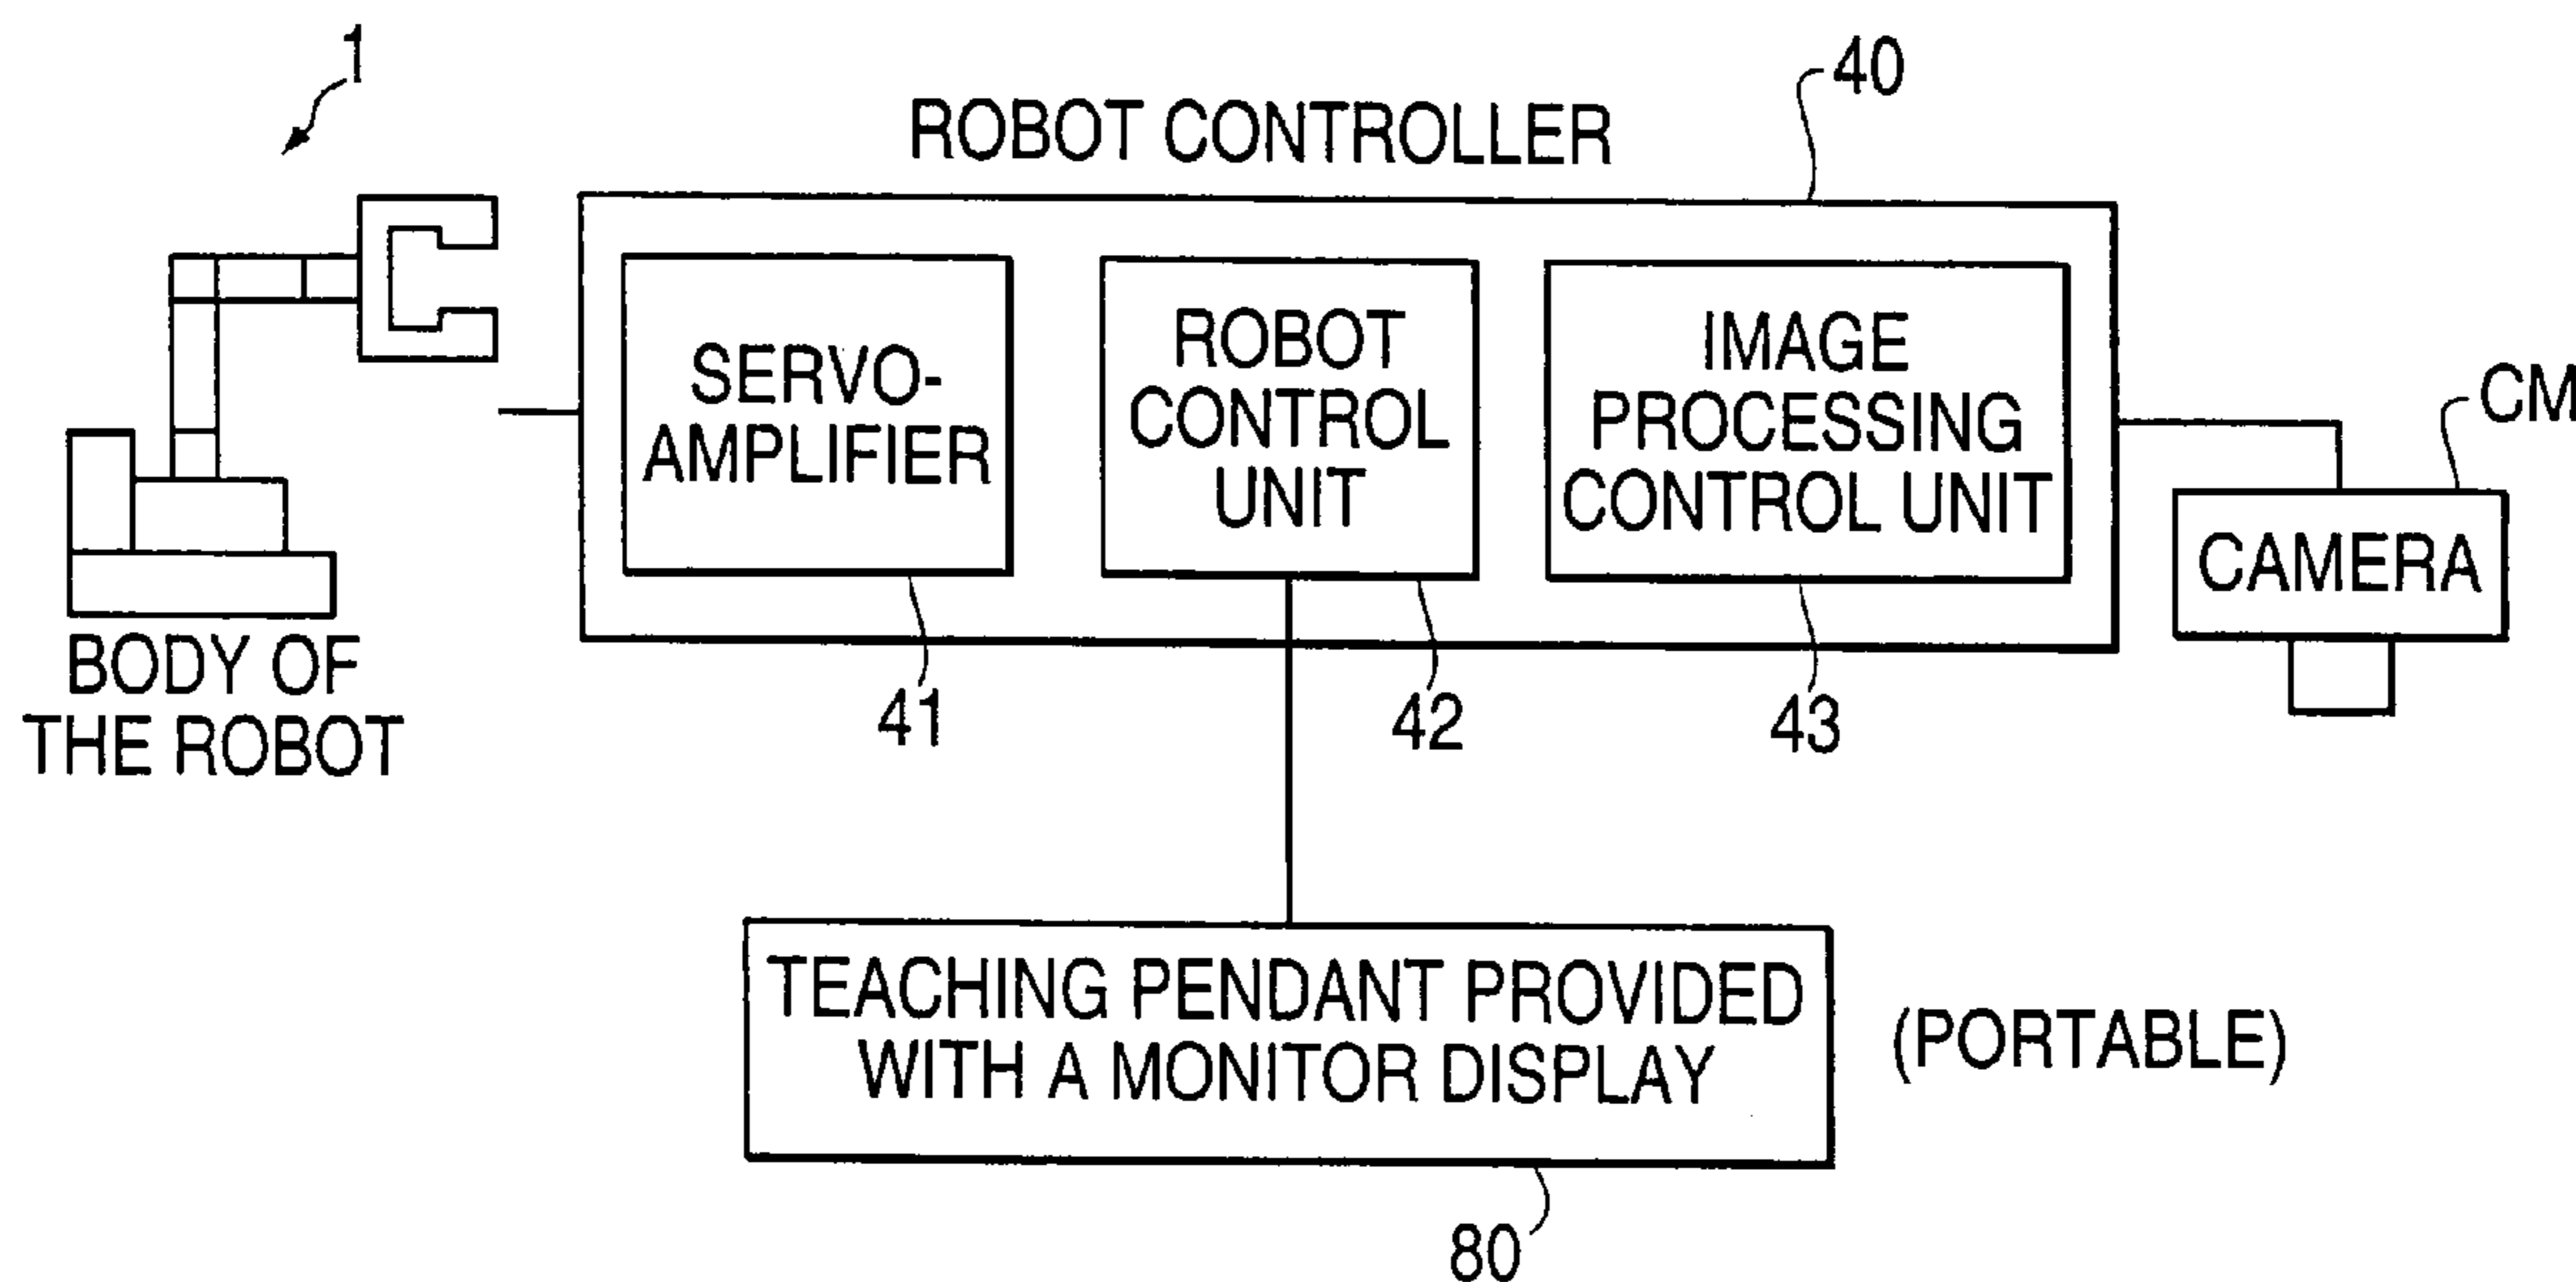 1
40
ROBOT CONTROLLER
SERVO-
AMPLIFIER
ROBOT
CONTROL
UNIT
IMAGE
PROCESSING
CONTROL UNIT
CM
CAMERA
BODY OF
THE ROBOT
41
42
43
TEACHING PENDANT PROVIDED
WITH A MONITOR DISPLAY
(PORTABLE)
80